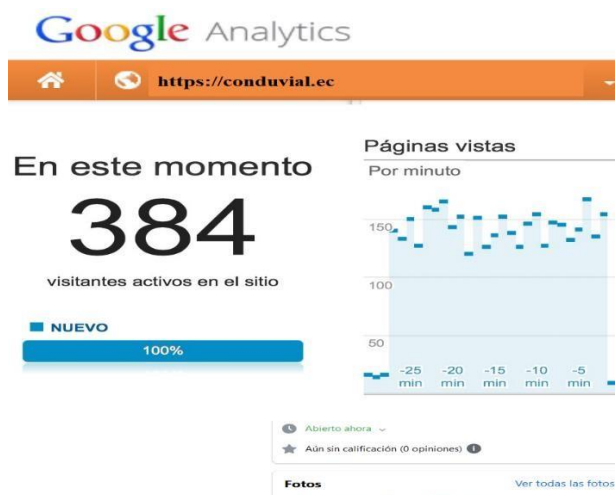 Google Analytics
https://conduvial.ec
En este momento
384
visitantes activos en el sitio
NUEVO
100%
Páginas vistas
Por minuto
150
100
50
-25 min
-20 min
-15 min
-10 min
-5 min
Abierto ahora
Aún sin calificación (0 opiniones)
Fotos
Ver todas las fotos